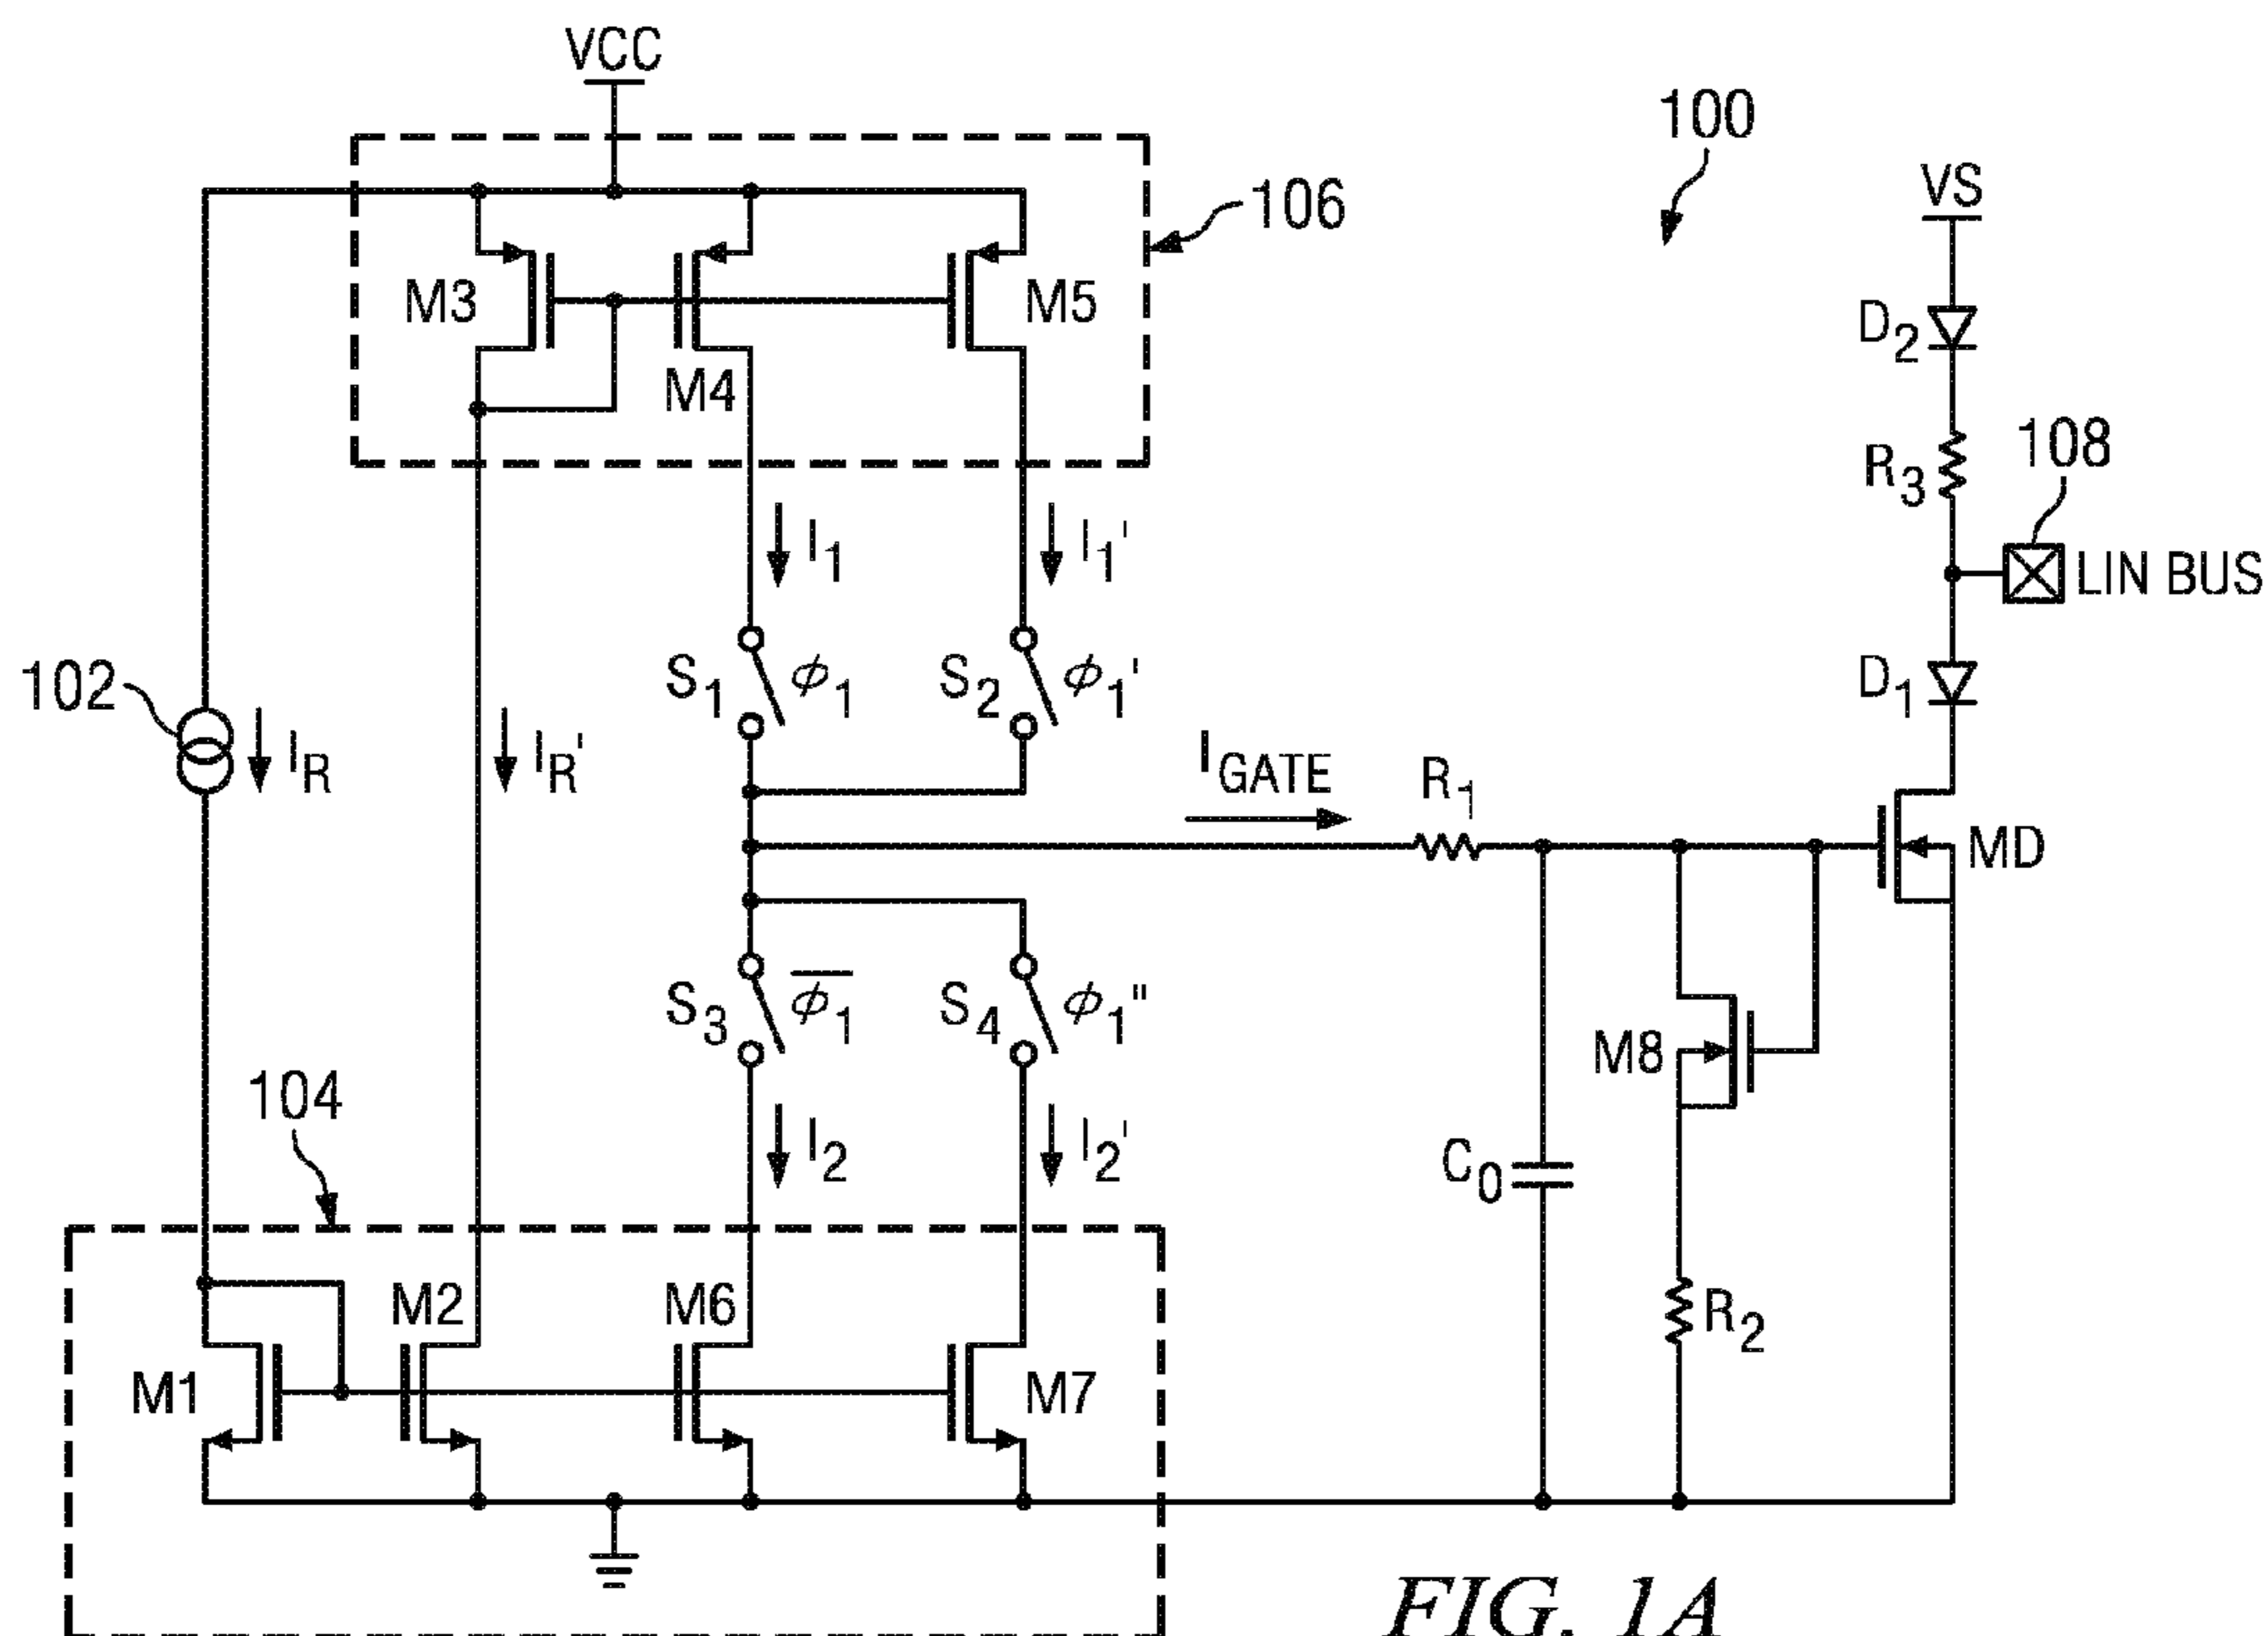 VCC
100
VS
106
M3
M4
M5
D2
R3
108
LIN BUS
I1
I1'
S1
ϕ1
S2
ϕ1'
102
IR
IR'
D1
IGATE
R1
MD
S3
ϕ̅1
S4
ϕ1"
M8
104
I2
I2'
C0
R2
M1
M2
M6
M7
FIG. 1A